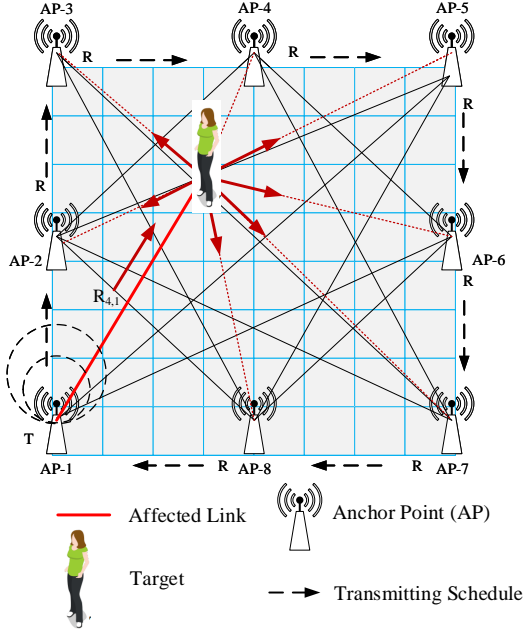 AP-3
AP-4
AP-5
R
R
R
R
AP-2
AP-6
R
R4,1
T
AP-1
R
AP-8
R
AP-7
Affected Link
Anchor Point (AP)
Target
Transmitting Schedule